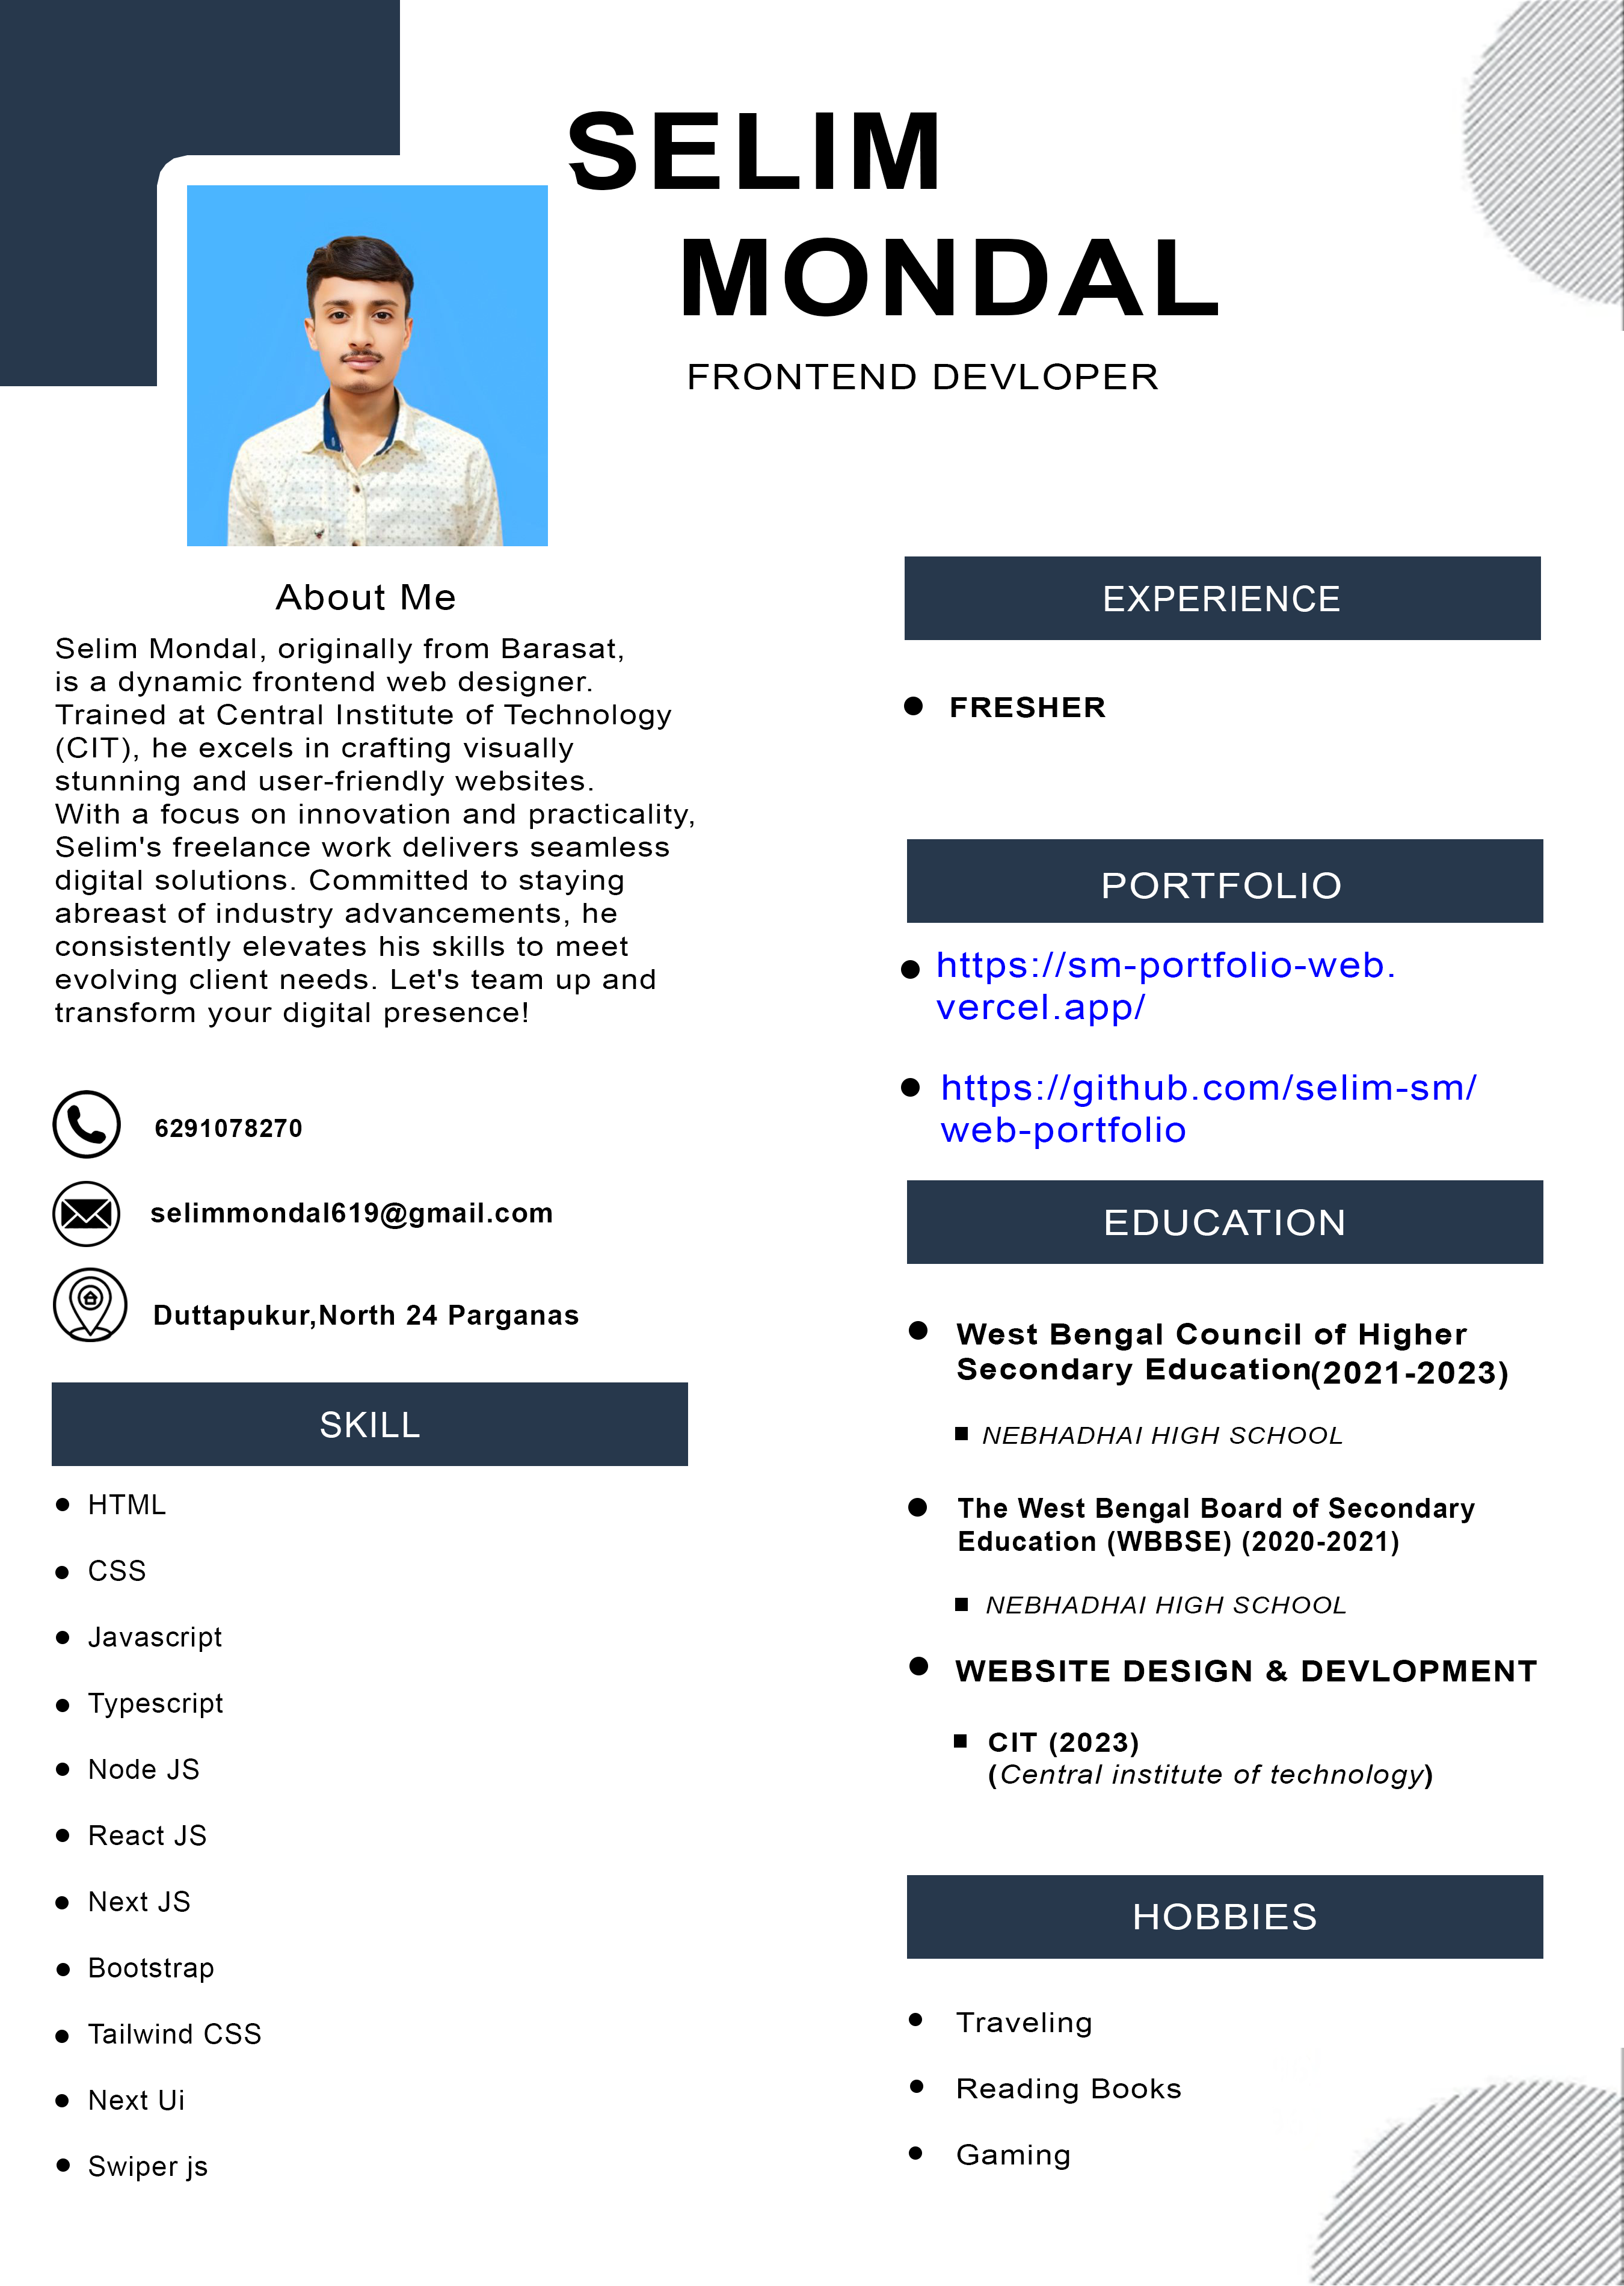 SELIM
MONDAL
FRONTEND DEVLOPER
About Me
Selim Mondal, originally from Barasat,
is a dynamic frontend web designer.
Trained at Central Institute of Technology
(CIT), he excels in crafting visually
stunning and user-friendly websites.
With a focus on innovation and practicality,
Selim's freelance work delivers seamless
digital solutions. Committed to staying
abreast of industry advancements, he
consistently elevates his skills to meet
evolving client needs. Let's team up and
transform your digital presence!
6291078270
selimmondal619@gmail.com
Duttapukur,North 24 Parganas
SKILL
• HTML
• CSS
• Javascript
• Typescript
• Node JS
• React JS
• Next JS
• Bootstrap
• Tailwind CSS
• Next Ui
• Swiper js
EXPERIENCE
• FRESHER
PORTFOLIO
• https://sm-portfolio-web.
vercel.app/
• https://github.com/selim-sm/
web-portfolio
EDUCATION
• West Bengal Council of Higher
Secondary Education(2021-2023)
▪ NEBHADHAI HIGH SCHOOL
• The West Bengal Board of Secondary
Education (WBBSE) (2020-2021)
▪ NEBHADHAI HIGH SCHOOL
• WEBSITE DESIGN & DEVLOPMENT
▪ CIT (2023)
(Central institute of technology)
HOBBIES
• Traveling
• Reading Books
• Gaming